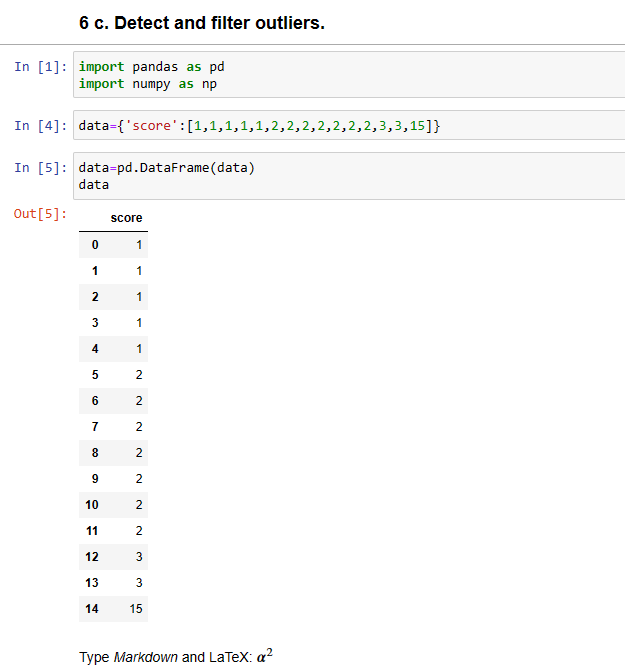 6 c. Detect and filter outliers.
In [1]: import pandas as pd
import numpy as np
In [4]: data={'score':[1,1,1,1,1,2,2,2,2,2,2,2,3,3,15]}
In [5]: data=pd.DataFrame(data)
data
Out[5]:
score
0 1
1 1
2 1
3 1
4 1
5 2
6 2
7 2
8 2
9 2
10 2
11 2
12 3
13 3
14 15
Type Markdown and LaTeX: α²